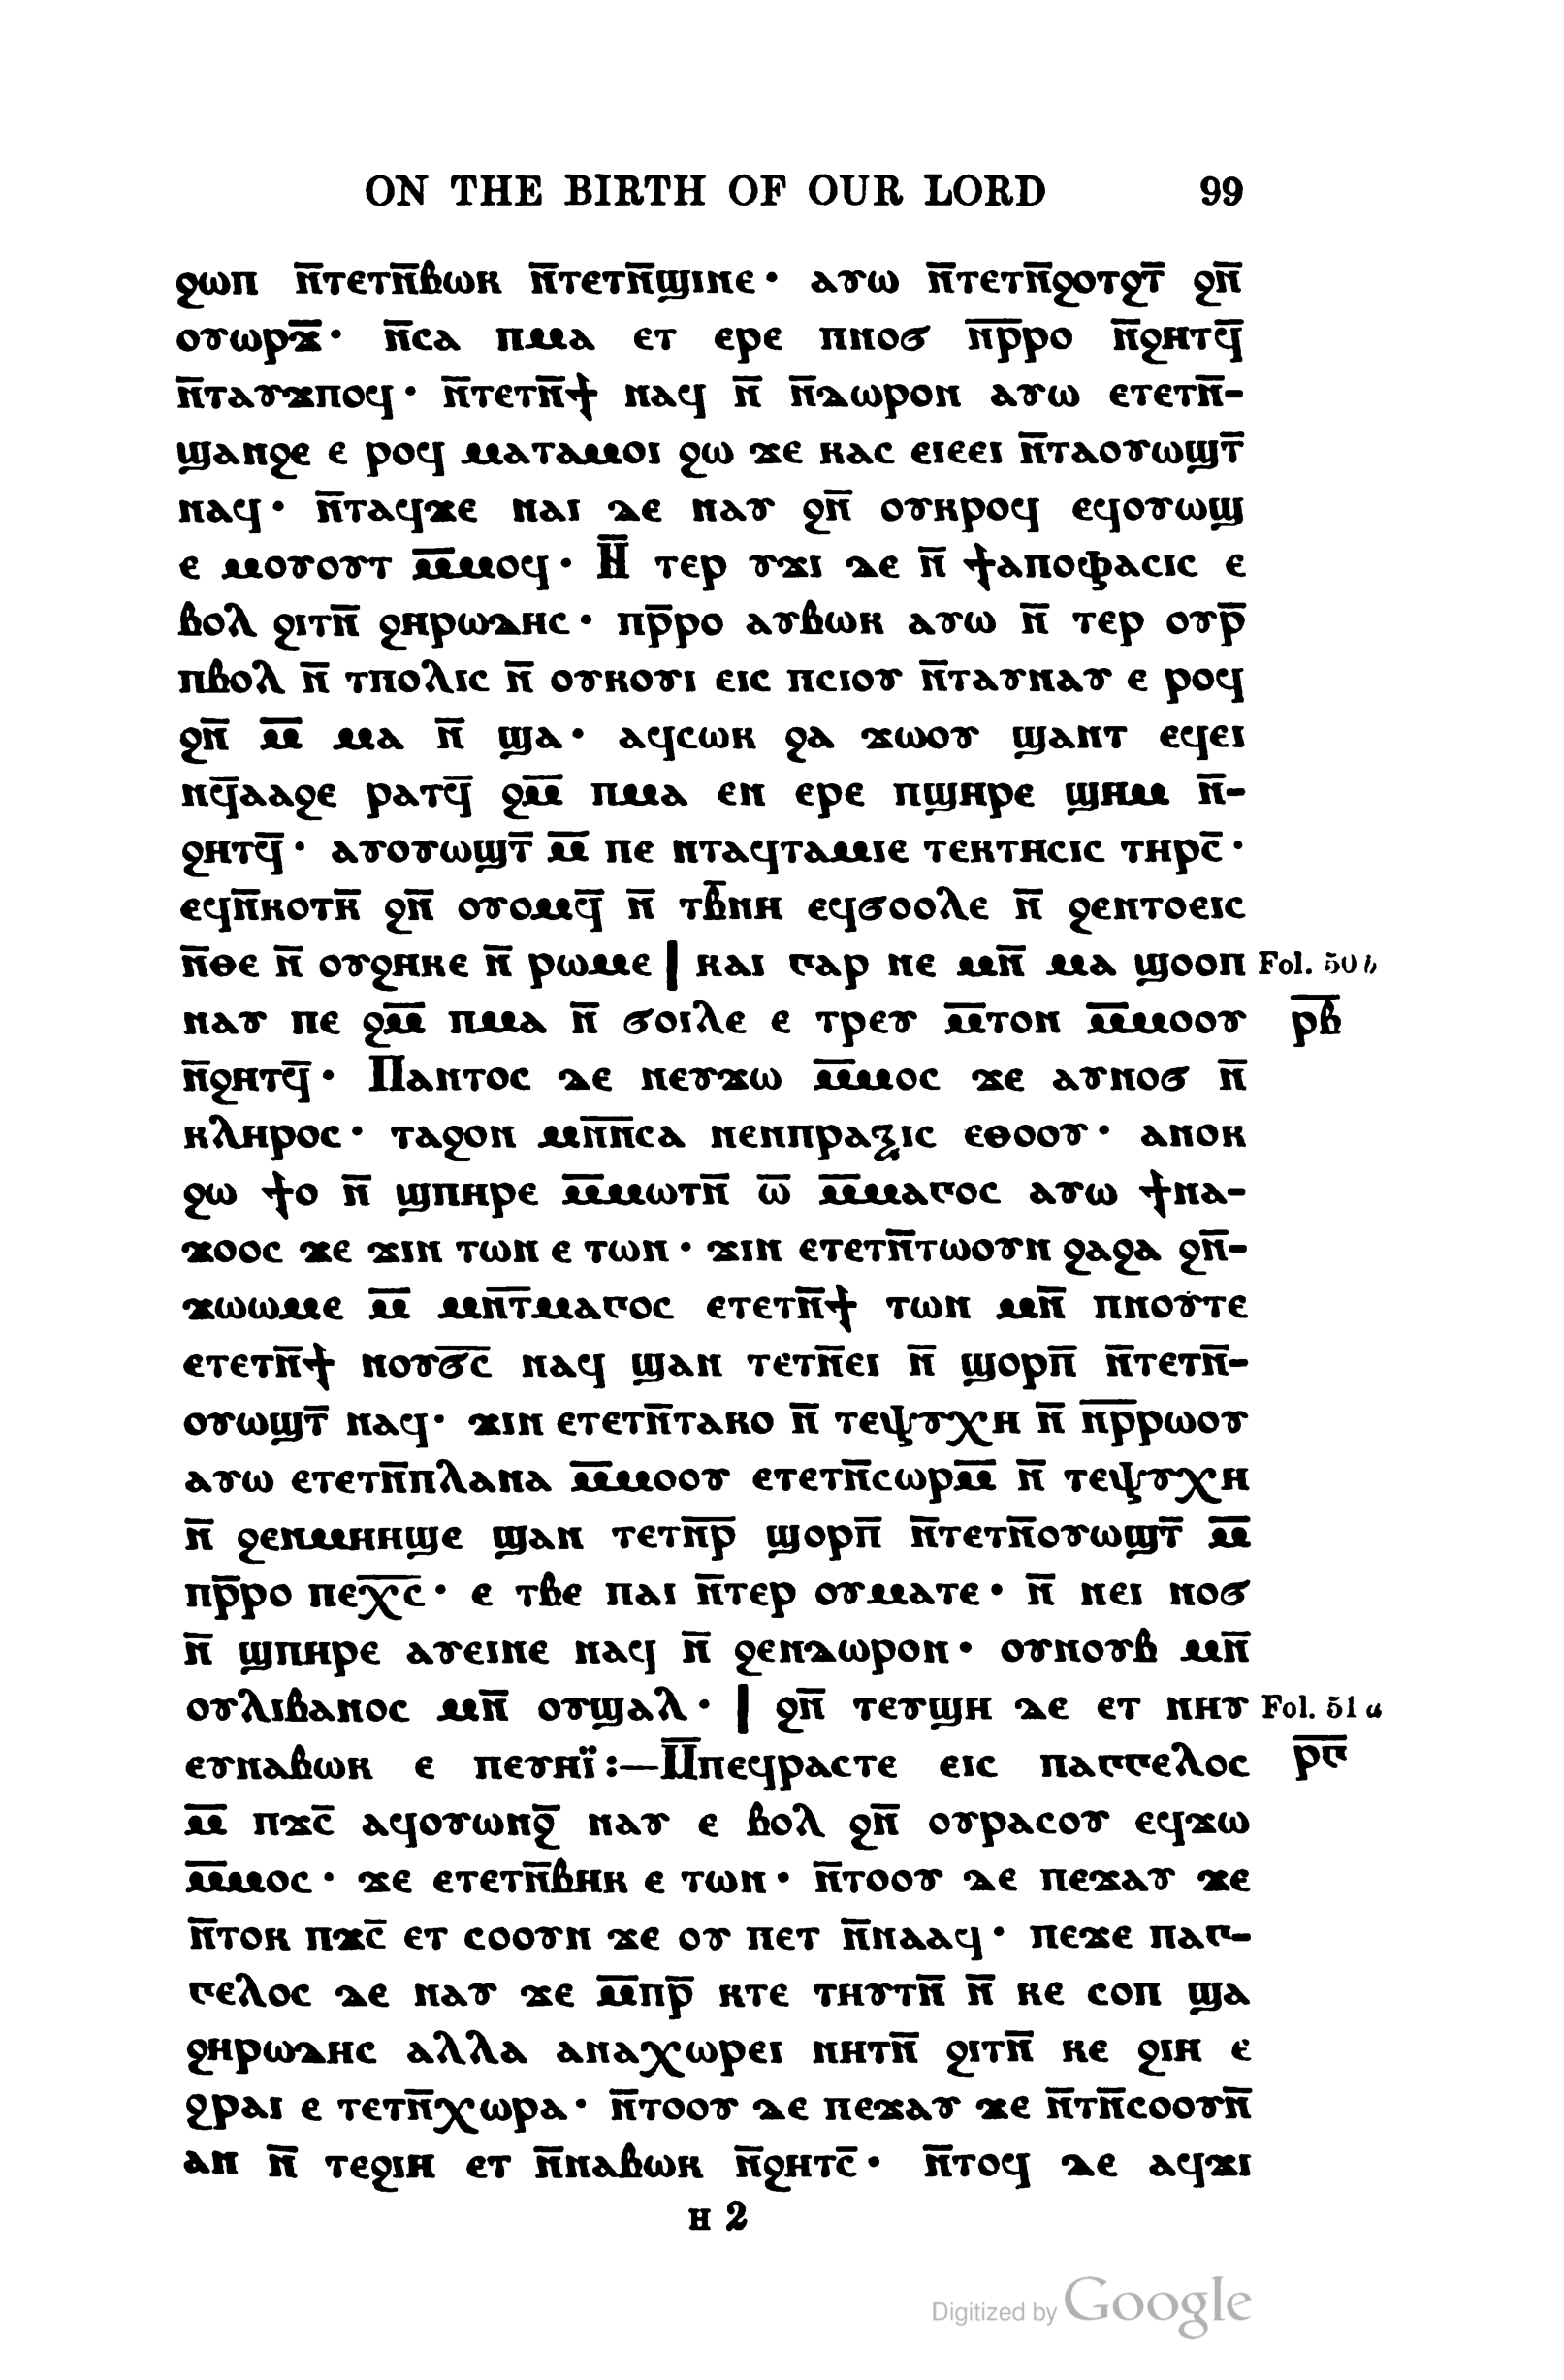 ON THE BIRTH OF OUR LORD 99
ϩⲱⲡ ⲛ̄ⲧⲉⲧⲛ̄ⲃⲱⲕ ⲛ̄ⲧⲉⲧⲛ̄ϣⲓⲛⲉ· ⲁⲩⲱ ⲛ̄ⲧⲉⲧⲛ̄ϩⲟⲧϩⲧ̄ ϩⲛ̄
ⲟⲩⲱⲣϫ̄· ⲛ̄ⲥⲁ ⲡⲙⲁ ⲉⲧ ⲉⲣⲉ ⲡⲛⲟϭ ⲛ̄ⲣ̄ⲣⲟ ⲛ̄ϩⲏⲧϥ̄
ⲛ̄ⲧⲁⲩϫⲡⲟϥ· ⲛ̄ⲧⲉⲧⲛ̄ϯ ⲛⲁϥ ⲛ̄ ⲛ̄ⲇⲱⲣⲟⲛ ⲁⲩⲱ ⲉⲧⲉⲧⲛ̄-
ϣⲁⲛϩⲉ ⲉ ⲣⲟϥ ⲙⲁⲧⲁⲙⲟⲓ ϩⲱ ϫⲉ ⲕⲁⲥ ⲉⲓⲉⲉⲓ ⲛ̄ⲧⲁⲟⲩⲱϣⲧ̄
ⲛⲁϥ· ⲛ̄ⲧⲁϥϫⲉ ⲛⲁⲓ ⲇⲉ ⲛⲁⲩ ϩⲛ̄ ⲟⲩⲕⲣⲟϥ ⲉϥⲟⲩⲱϣ
ⲉ ⲙⲟⲩⲟⲩⲧ ⲙ̄ⲙⲟϥ· Ⲛ̄ ⲧⲉⲣ ⲩϫⲓ ⲇⲉ ⲛ̄ ϯⲁⲡⲟⲫⲁⲥⲓⲥ ⲉ
ⲃⲟⲗ ϩⲓⲧⲛ̄ ϩⲏⲣⲱⲇⲏⲥ· ⲡⲣ̄ⲣⲟ ⲁⲩⲃⲱⲕ ⲁⲩⲱ ⲛ̄ ⲧⲉⲣ ⲟⲩⲣ̄
ⲡⲃⲟⲗ ⲛ̄ ⲧⲡⲟⲗⲓⲥ ⲛ̄ ⲟⲩⲕⲟⲩⲓ ⲉⲓⲥ ⲡⲥⲓⲟⲩ ⲛ̄ⲧⲁⲩⲛⲁⲩ ⲉ ⲣⲟϥ
ϩⲛ̄ ⲙ̄ ⲙⲁ ⲛ̄ ϣⲁ· ⲁϥⲥⲱⲕ ϩⲁ ϫⲱⲟⲩ ϣⲁⲛⲧ ⲉϥⲉⲓ
ⲛϥ̄ⲁⲁϩⲉ ⲣⲁⲧϥ̄ ϩⲙ̄ ⲡⲙⲁ ⲉⲛ ⲉⲣⲉ ⲡϣⲏⲣⲉ ϣⲏⲙ ⲛ̄-
ϩⲏⲧϥ̄· ⲁⲩⲟⲩⲱϣⲧ̄ ⲙ̄ ⲡⲉ ⲛⲧⲁϥⲧⲁⲙⲓⲉ ⲧⲉⲕⲧⲏⲥⲓⲥ ⲧⲏⲣⲥ̄·
ⲉϥⲛ̄ⲕⲟⲧⲕ̄ ϩⲛ̄ ⲟⲩⲟⲙϥ̄ ⲛ̄ ⲧⲃ̄ⲛⲏ ⲉϥϭⲟⲟⲗⲉ ⲛ̄ ϩⲉⲛⲧⲟⲉⲓⲥ
ⲛ̄ⲑⲉ ⲛ̄ ⲟⲩϩⲏⲕⲉ ⲛ̄ ⲣⲱⲙⲉ | ⲕⲁⲓ ⲅⲁⲣ ⲛⲉ ⲙⲛ̄ ⲙⲁ ϣⲟⲟⲡ Fol. 50 b
ⲛⲁⲩ ⲡⲉ ϩⲙ̄ ⲡⲙⲁ ⲛ̄ ϭⲟⲓⲗⲉ ⲉ ⲧⲣⲉⲩ ⲙ̄ⲧⲟⲛ ⲙ̄ⲙⲟⲟⲩ ⲣ̄ⲃ̄
ⲛ̄ϩⲏⲧϥ̄· Ⲡⲁⲛⲧⲟⲥ ⲇⲉ ⲛⲉⲩϫⲱ ⲙ̄ⲙⲟⲥ ϫⲉ ⲁⲩⲛⲟϭ ⲛ̄
ⲕⲗⲏⲣⲟⲥ· ⲧⲁϩⲟⲛ ⲙⲛ̄ⲛ̄ⲥⲁ ⲛⲉⲛⲡⲣⲁⲝⲓⲥ ⲉⲑⲟⲟⲩ· ⲁⲛⲟⲕ
ϩⲱ ϯⲟ ⲛ̄ ϣⲡⲏⲣⲉ ⲙ̄ⲙⲱⲧⲛ̄ ⲱ̄ ⲙ̄ⲙⲁⲅⲟⲥ ⲁⲩⲱ ϯⲛⲁ-
ϫⲟⲟⲥ ϫⲉ ϫⲓⲛ ⲧⲱⲛ ⲉ ⲧⲱⲛ· ϫⲓⲛ ⲉⲧⲉⲧⲛ̄ⲧⲱⲟⲩⲛ ϩⲁϩⲁ ϩⲛ̄-
ϫⲱⲱⲙⲉ ⲙ̄ ⲙⲛ̄ⲧ̄ⲙⲁⲅⲟⲥ ⲉⲧⲉⲧⲛ̄ϯ ⲧⲱⲛ ⲙⲛ̄ ⲡⲛⲟⲩⲧⲉ
ⲉⲧⲉⲧⲛ̄ϯ ⲛⲟⲩϭ̄ⲥ̄ ⲛⲁϥ ϣⲁⲛ ⲧⲉⲧⲛ̄ⲉⲓ ⲛ̄ ϣⲟⲣⲡ̄ ⲛ̄ⲧⲉⲧⲛ̄-
ⲟⲩⲱϣⲧ̄ ⲛⲁϥ· ϫⲓⲛ ⲉⲧⲉⲧⲛ̄ⲧⲁⲕⲟ ⲛ̄ ⲧⲉⲯⲩⲭⲏ ⲛ̄ ⲛ̄ⲣ̄ⲣⲱⲟⲩ
ⲁⲩⲱ ⲉⲧⲉⲧⲛ̄ⲡⲗⲁⲛⲁ ⲙ̄ⲙⲟⲟⲩ ⲉⲧⲉⲧⲛ̄ⲥⲱⲣⲙ̄ ⲛ̄ ⲧⲉⲯⲩⲭⲏ
ⲛ̄ ϩⲉⲛⲙⲏⲏϣⲉ ϣⲁⲛ ⲧⲉⲧⲛ̄ⲣ̄ ϣⲟⲣⲡ̄ ⲛ̄ⲧⲉⲧⲛ̄ⲟⲩⲱϣⲧ̄ ⲙ̄
ⲡⲣ̄ⲣⲟ ⲡⲉⲭ̄ⲥ̄· ⲉ ⲧⲃⲉ ⲡⲁⲓ ⲛ̄ⲧⲉⲣ ⲟⲩⲙⲁⲧⲉ· ⲛ̄ ⲛⲉⲓ ⲛⲟϭ
ⲛ̄ ϣⲡⲏⲣⲉ ⲁⲩⲉⲓⲛⲉ ⲛⲁϥ ⲛ̄ ϩⲉⲛⲇⲱⲣⲟⲛ· ⲟⲩⲛⲟⲩⲃ ⲙⲛ̄
ⲟⲩⲗⲓⲃⲁⲛⲟⲥ ⲙⲛ̄ ⲟⲩϣⲁⲗ· | ϩⲛ̄ ⲧⲉⲩϣⲏ ⲇⲉ ⲉⲧ ⲛⲏⲩ Fol. 51 a
ⲉⲩⲛⲁⲃⲱⲕ ⲉ ⲡⲉⲩⲏⲓ̈:—Ⲙ̄ⲡⲉϥⲣⲁⲥⲧⲉ ⲉⲓⲥ ⲡⲁⲅⲅⲉⲗⲟⲥ ⲣ̄ⲅ̄
ⲙ̄ ⲡϫⲥ̄ ⲁϥⲟⲩⲱⲛϩ̄ ⲛⲁⲩ ⲉ ⲃⲟⲗ ϩⲛ̄ ⲟⲩⲣⲁⲥⲟⲩ ⲉϥϫⲱ
ⲙ̄ⲙⲟⲥ· ϫⲉ ⲉⲧⲉⲧⲛ̄ⲃⲏⲕ ⲉ ⲧⲱⲛ· ⲛ̄ⲧⲟⲟⲩ ⲇⲉ ⲡⲉϫⲁⲩ ϫⲉ
ⲛ̄ⲧⲟⲕ ⲡϫⲥ̄ ⲉⲧ ⲥⲟⲟⲩⲛ ϫⲉ ⲟⲩ ⲡⲉⲧ ⲛ̄ⲛⲁⲁϥ· ⲡⲉϫⲉ ⲡⲁⲅ-
ⲅⲉⲗⲟⲥ ⲇⲉ ⲛⲁⲩ ϫⲉ ⲙ̄ⲡⲣ̄ ⲕⲧⲉ ⲧⲏⲩⲧⲛ̄ ⲛ̄ ⲕⲉ ⲥⲟⲡ ϣⲁ
ϩⲏⲣⲱⲇⲏⲥ ⲁⲗⲗⲁ ⲁⲛⲁⲭⲱⲣⲉⲓ ⲛⲏⲧⲛ̄ ϩⲓⲧⲛ̄ ⲕⲉ ϩⲓⲏ ⲉ
ϩⲣⲁⲓ ⲉ ⲧⲉⲧⲛ̄ⲭⲱⲣⲁ· ⲛ̄ⲧⲟⲟⲩ ⲇⲉ ⲡⲉϫⲁⲩ ϫⲉ ⲛ̄ⲧⲛ̄ⲥⲟⲟⲩⲛ̄
ⲁⲛ ⲛ̄ ⲧⲉϩⲓⲏ ⲉⲧ ⲛ̄ⲛⲁⲃⲱⲕ ⲛ̄ϩⲏⲧⲥ̄· ⲛ̄ⲧⲟϥ ⲇⲉ ⲁϥϫⲓ
H 2
Digitized by Google